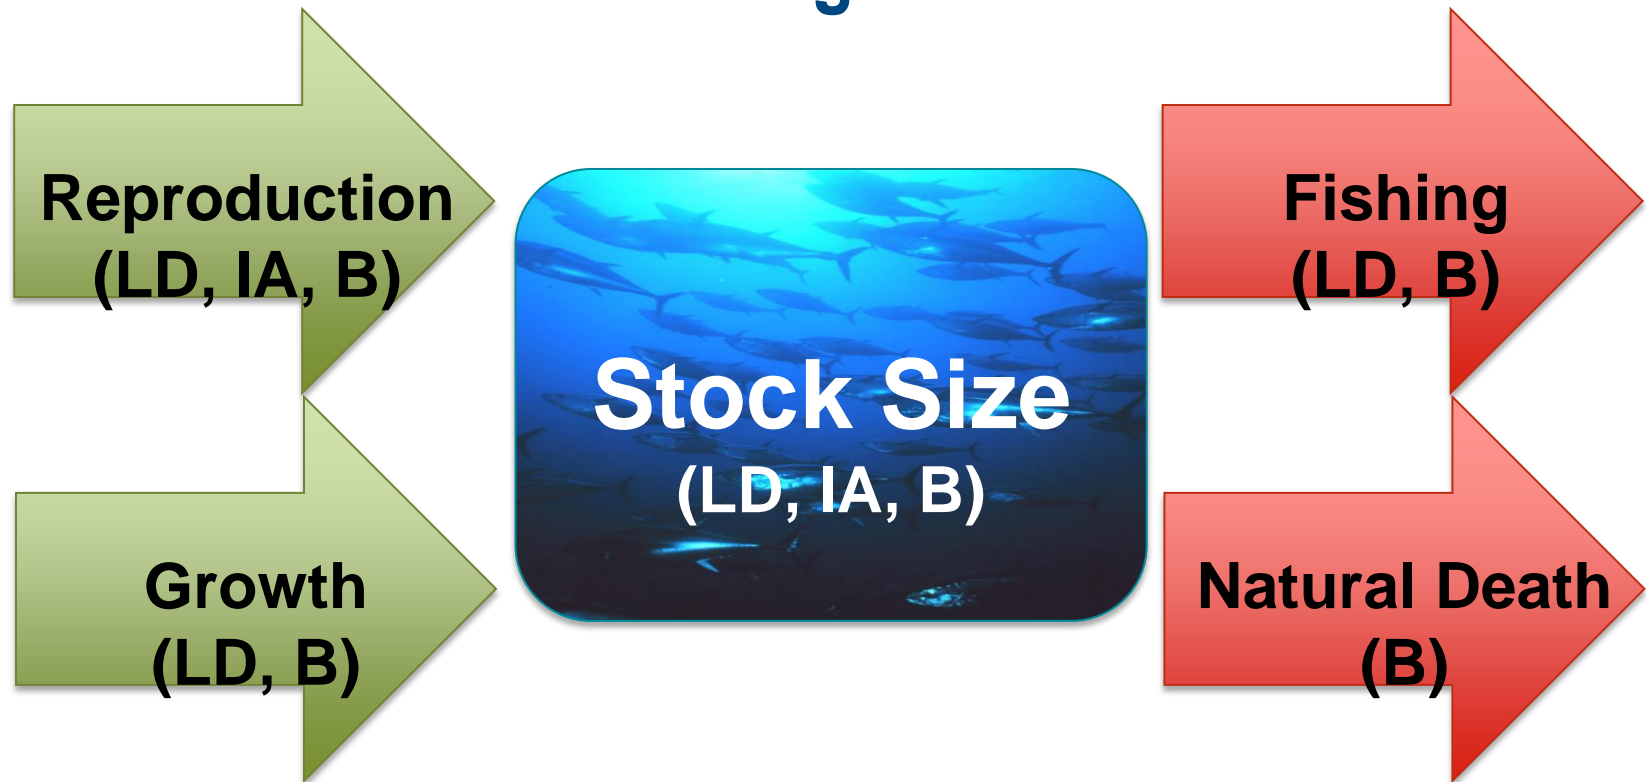 Reproduction
(LD, IA, B)
Growth
(LD, B)
Stock Size
(LD, IA, B)
Fishing
(LD, B)
Natural Death
(B)